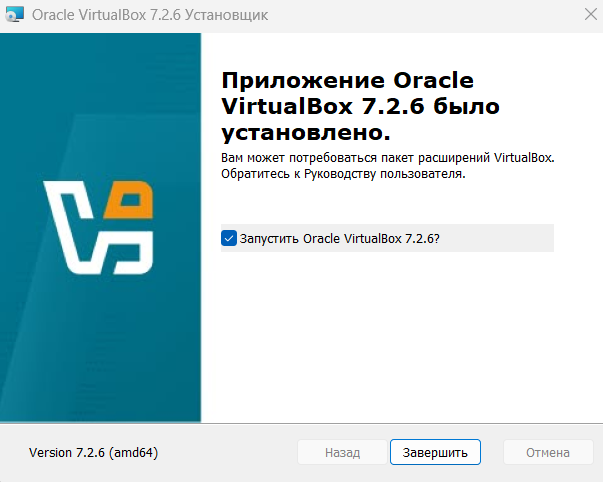 Oracle VirtualBox 7.2.6 Установщик
Приложение Oracle
VirtualBox 7.2.6 было
установлено.
Вам может потребоваться пакет расширений VirtualBox.
Обратитесь к Руководству пользователя.
Запустить Oracle VirtualBox 7.2.6?
Version 7.2.6 (amd64)
Назад
Завершить
Отмена